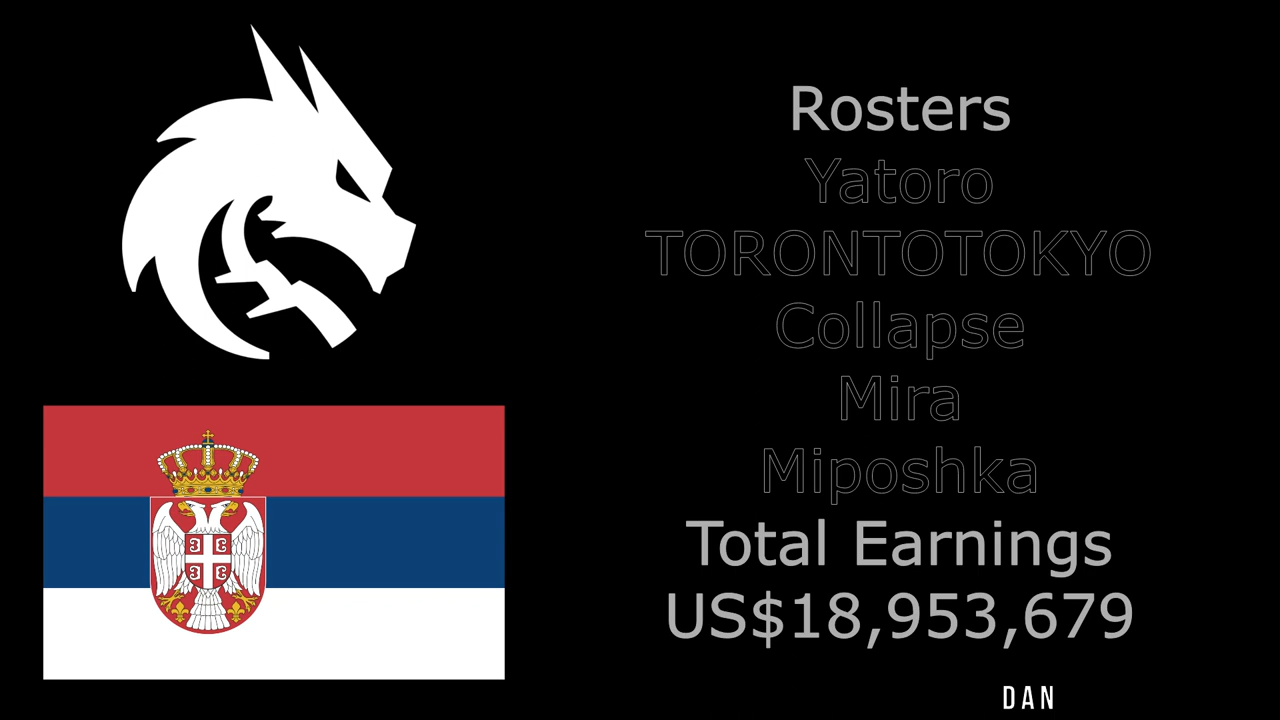 Rosters
Yatoro
TORONTOTOKYO
Collapse
Mira
Miposhka
Total Earnings
US$18,953,679
DAN